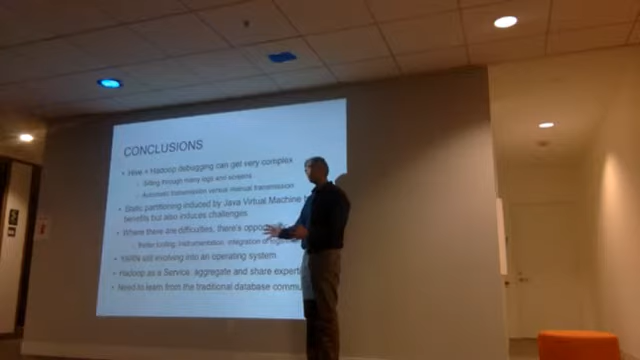 CONCLUSIONS
• Hive + Hadoop debugging can get very complex
• Sifting through many logs and screens
• Automatic transmission versus manual transmission
• Static partitioning induced by Java Virtual Machine
benefits but also induces challenges
• Where there are difficulties, there's
• Better tooling, instrumentation, integration of
• YARN still evolving into an operating system
• Hadoop as a Service: aggregate and share
• Need to learn from the traditional database